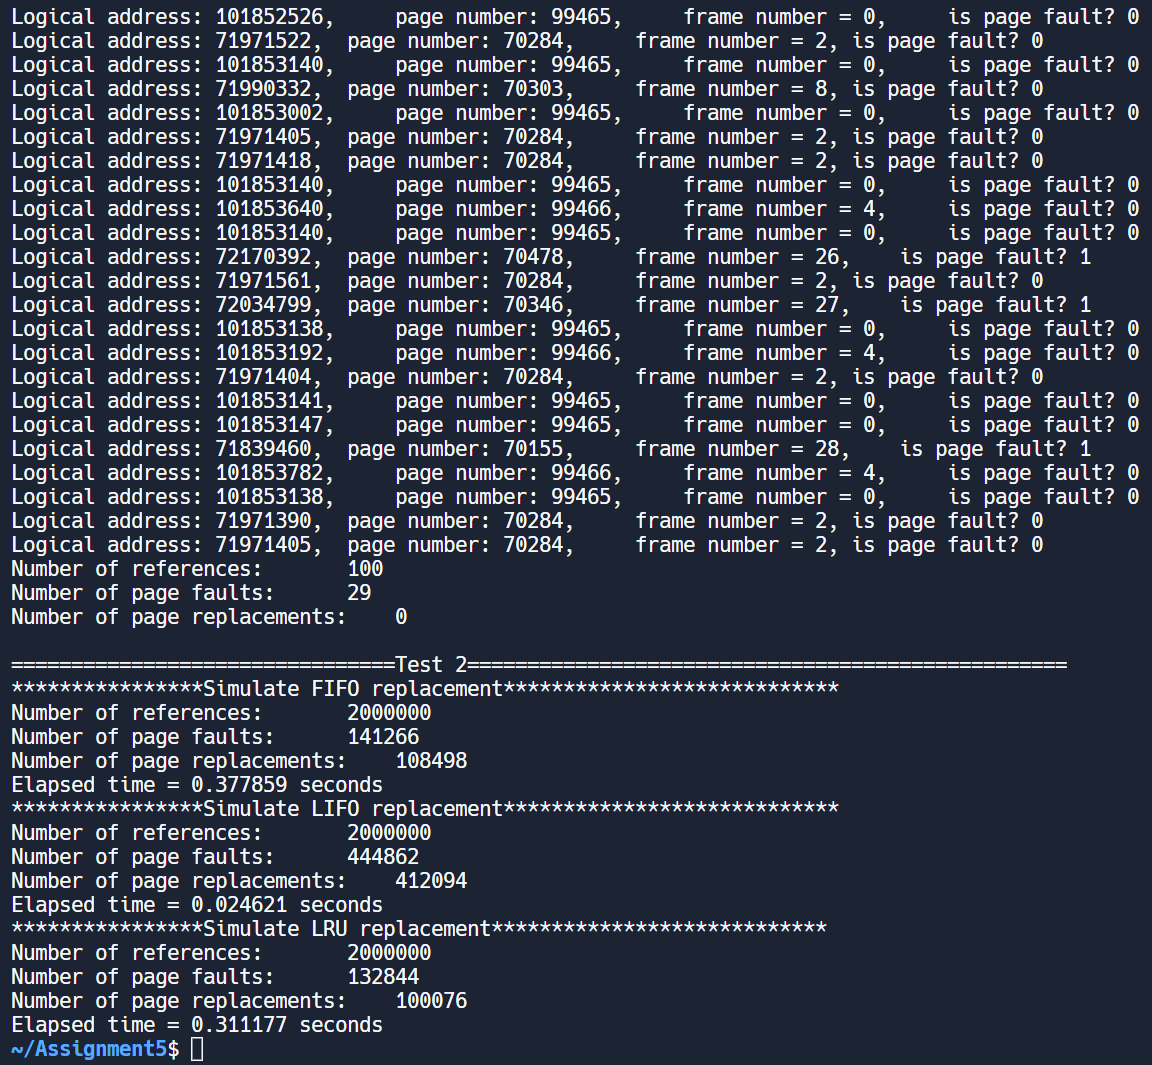 Logical address: 101852526,	page number: 99465,	frame number = 0,	is page fault? 0
Logical address: 71971522,	page number: 70284,	frame number = 2,	is page fault? 0
Logical address: 101853140,	page number: 99465,	frame number = 0,	is page fault? 0
Logical address: 71990332,	page number: 70303,	frame number = 8,	is page fault? 0
Logical address: 101853002,	page number: 99465,	frame number = 0,	is page fault? 0
Logical address: 71971405,	page number: 70284,	frame number = 2,	is page fault? 0
Logical address: 71971418,	page number: 70284,	frame number = 2,	is page fault? 0
Logical address: 101853140,	page number: 99465,	frame number = 0,	is page fault? 0
Logical address: 101853640,	page number: 99466,	frame number = 4,	is page fault? 0
Logical address: 101853140,	page number: 99465,	frame number = 0,	is page fault? 0
Logical address: 72170392,	page number: 70478,	frame number = 26,	is page fault? 1
Logical address: 71971561,	page number: 70284,	frame number = 2,	is page fault? 0
Logical address: 72034799,	page number: 70346,	frame number = 27,	is page fault? 1
Logical address: 101853138,	page number: 99465,	frame number = 0,	is page fault? 0
Logical address: 101853192,	page number: 99466,	frame number = 4,	is page fault? 0
Logical address: 71971404,	page number: 70284,	frame number = 2,	is page fault? 0
Logical address: 101853141,	page number: 99465,	frame number = 0,	is page fault? 0
Logical address: 101853147,	page number: 99465,	frame number = 0,	is page fault? 0
Logical address: 71839460,	page number: 70155,	frame number = 28,	is page fault? 1
Logical address: 101853782,	page number: 99466,	frame number = 4,	is page fault? 0
Logical address: 101853138,	page number: 99465,	frame number = 0,	is page fault? 0
Logical address: 71971390,	page number: 70284,	frame number = 2,	is page fault? 0
Logical address: 71971405,	page number: 70284,	frame number = 2,	is page fault? 0
Number of references:	100
Number of page faults:	29
Number of page replacements:	0
================================Test 2==================================================
****************Simulate FIFO replacement****************************
Number of references:	2000000
Number of page faults:	141266
Number of page replacements:	108498
Elapsed time = 0.377859 seconds
****************Simulate LIFO replacement****************************
Number of references:	2000000
Number of page faults:	444862
Number of page replacements:	412094
Elapsed time = 0.024621 seconds
****************Simulate LRU replacement****************************
Number of references:	2000000
Number of page faults:	132844
Number of page replacements:	100076
Elapsed time = 0.311177 seconds
~/Assignment5$